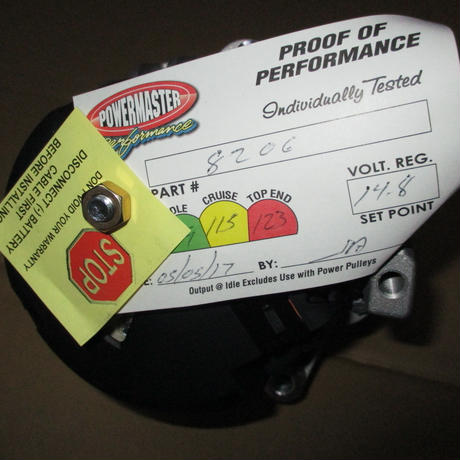 PROOF OF
PERFORMANCE
POWERMASTER
Performance
Individually Tested
8206
PART #
VOLT. REG.
14.8
SET POINT
CRUISE
TOP END
115
123
05/05/17
BY:
Output @ Idle Excludes Use with Power Pulleys
DON'T VOID YOUR WARRANTY
DISCONNECT (-) BATTERY
CABLE FIRST
BEFORE INSTALLING
STOP